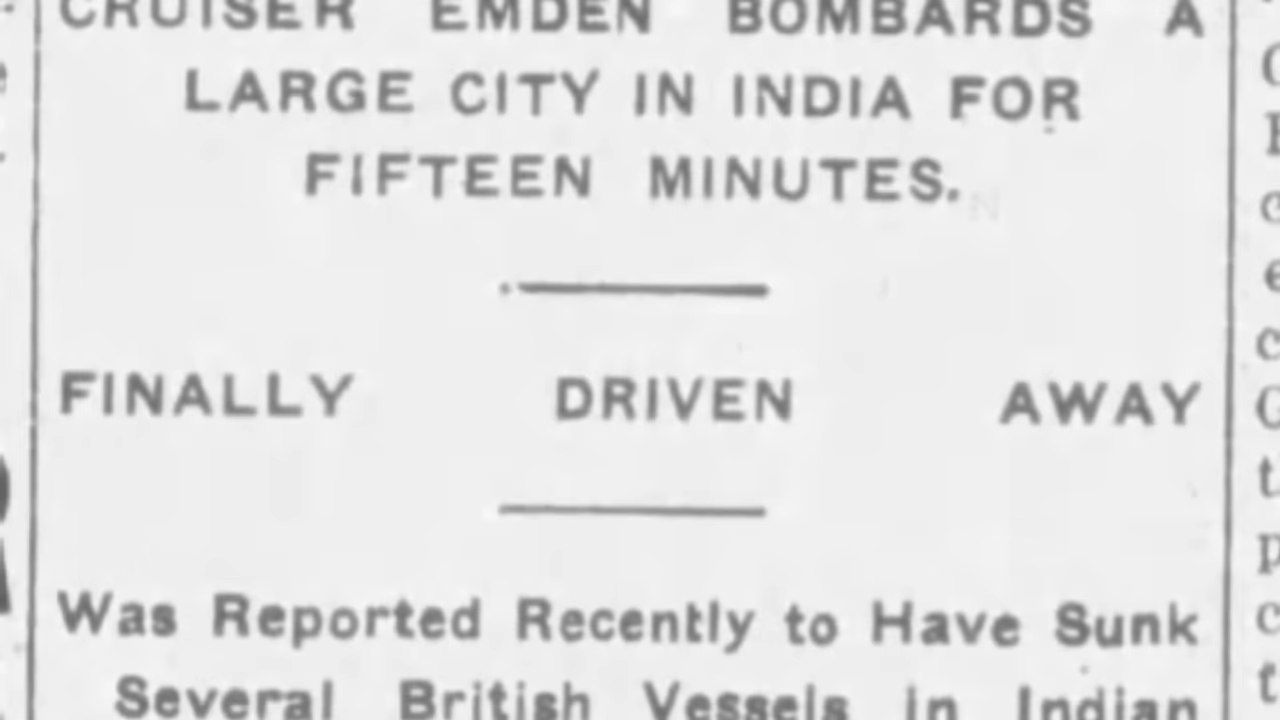 CRUISER EMDEN BOMBARDS A
LARGE CITY IN INDIA FOR
FIFTEEN MINUTES.
FINALLY DRIVEN AWAY
Was Reported Recently to Have Sunk
Several British Vessels in Indian